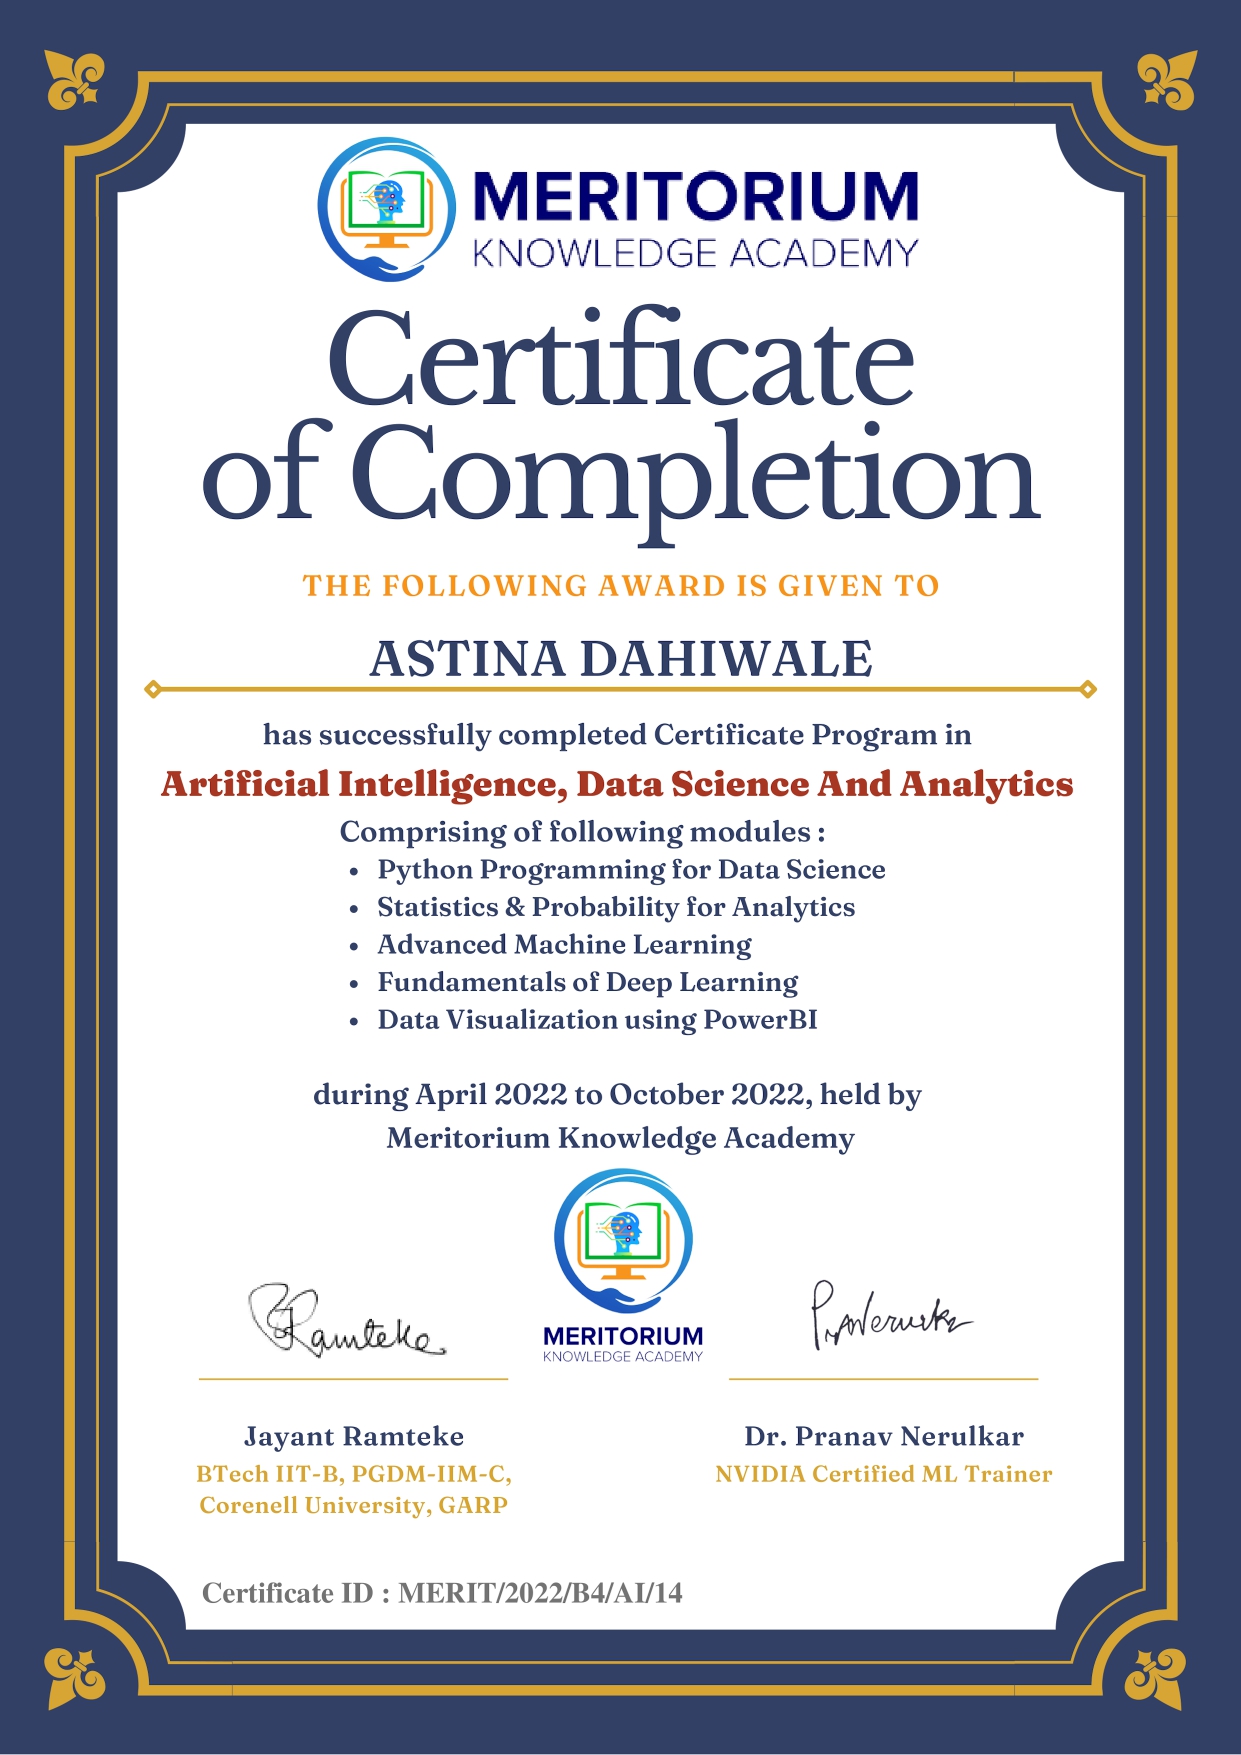 MERITORIUM
KNOWLEDGE ACADEMY
Certificate
of Completion
THE FOLLOWING AWARD IS GIVEN TO
ASTINA DAHIWALE
has successfully completed Certificate Program in
Artificial Intelligence, Data Science And Analytics
Comprising of following modules :
• Python Programming for Data Science
• Statistics & Probability for Analytics
• Advanced Machine Learning
• Fundamentals of Deep Learning
• Data Visualization using PowerBI
during April 2022 to October 2022, held by
Meritorium Knowledge Academy
MERITORIUM
KNOWLEDGE ACADEMY
Jayant Ramteke
BTech IIT-B, PGDM-IIM-C,
Corenell University, GARP
Dr. Pranav Nerulkar
NVIDIA Certified ML Trainer
Certificate ID : MERIT/2022/B4/AI/14